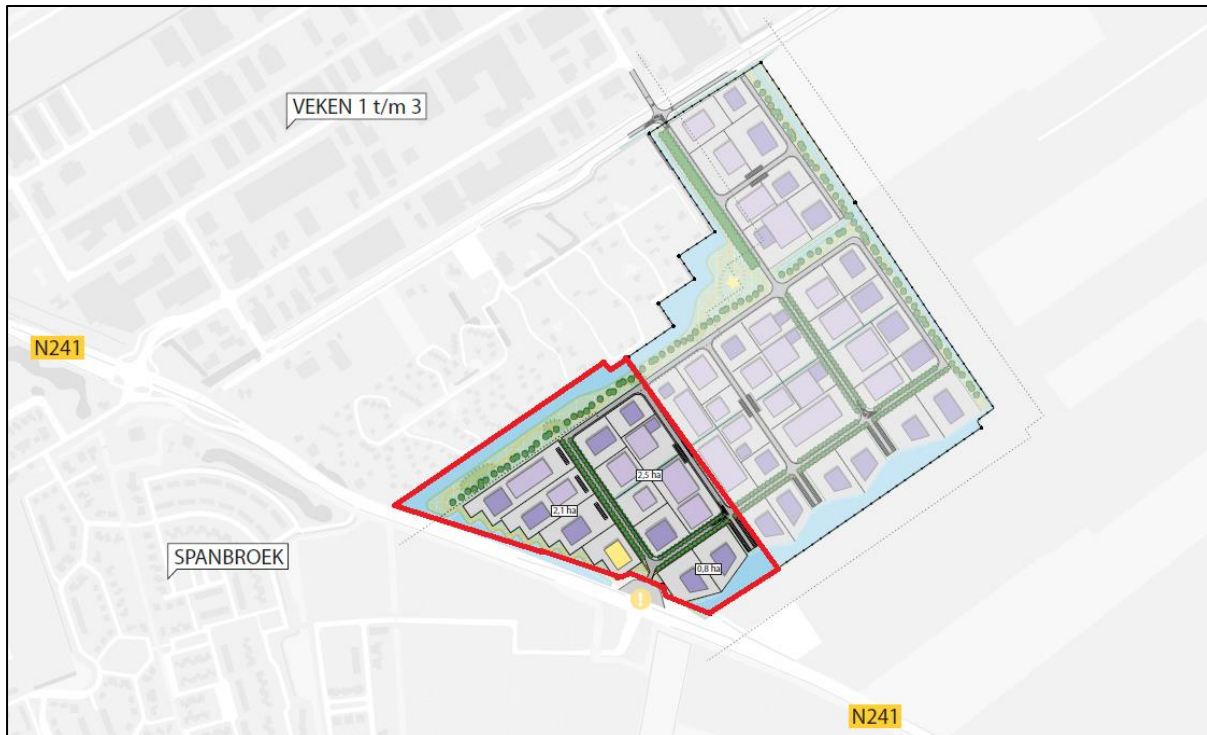 VEKEN 1 t/m 3
N241
2,5 ha
2,1 ha
SPANBROEK
0,8 ha
!
N241